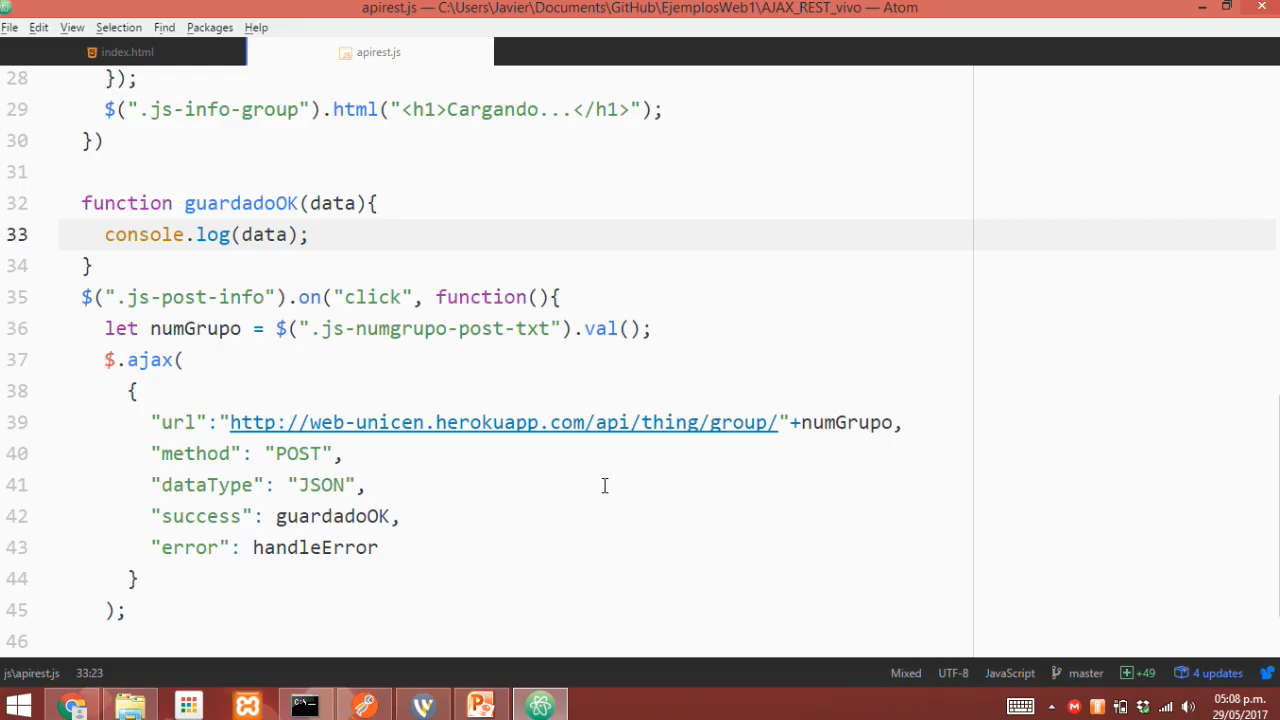 apirest.js — C:\Users\Javier\Documents\GitHub\EjemplosWeb1\AJAX_REST_vivo — Atom
File Edit View Selection Find Packages Help
index.html apirest.js
28 });
29 $(".js-info-group").html("<h1>Cargando...</h1>");
30 })
31
32 function guardadoOK(data){
33 console.log(data);
34 }
35 $(".js-post-info").on("click", function(){
36 let numGrupo = $(".js-numgrupo-post-txt").val();
37 $.ajax(
38 {
39 "url":"http://web-unicen.herokuapp.com/api/thing/group/"+numGrupo,
40 "method": "POST",
41 "dataType": "JSON",
42 "success": guardadoOK,
43 "error": handleError
44 }
45 );
46
js\apirest.js 33:23 Mixed UTF-8 JavaScript master +49 4 updates
05:08 p.m.
29/05/2017